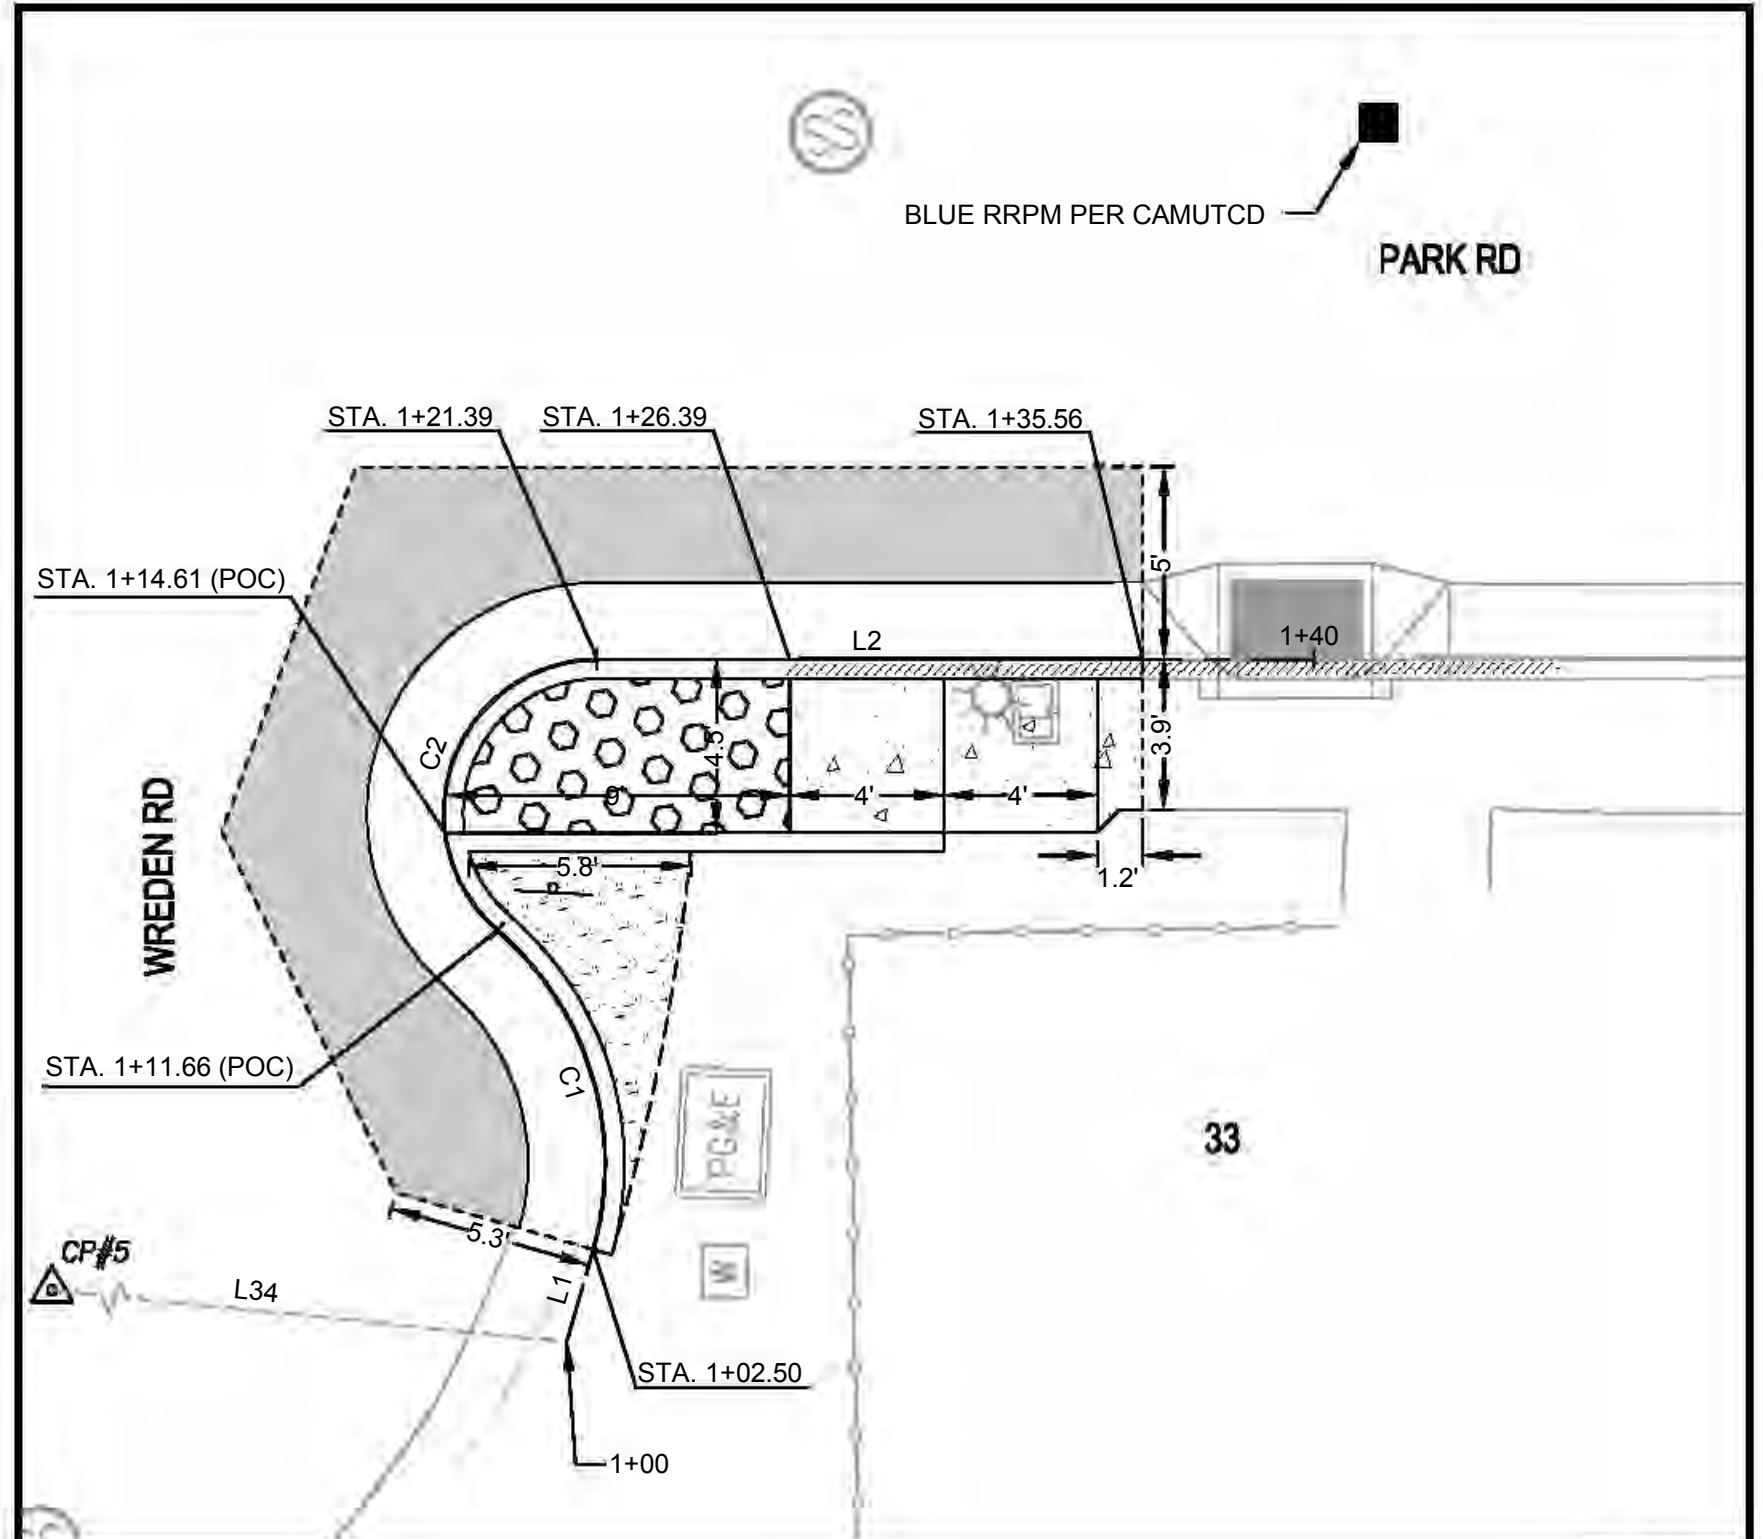 SS
BLUE RRPM PER CAMUTCD
PARK RD
STA. 1+21.39
STA. 1+26.39
STA. 1+35.56
5'
STA. 1+14.61 (POC)
L2
1+40
C2
4.5'
3.9'
9'
4'
4'
WREDEN RD
5.8'
1.2'
STA. 1+11.66 (POC)
C1
PG&E
33
5.3'
CP#5
L34
L1
W
STA. 1+02.50
1+00